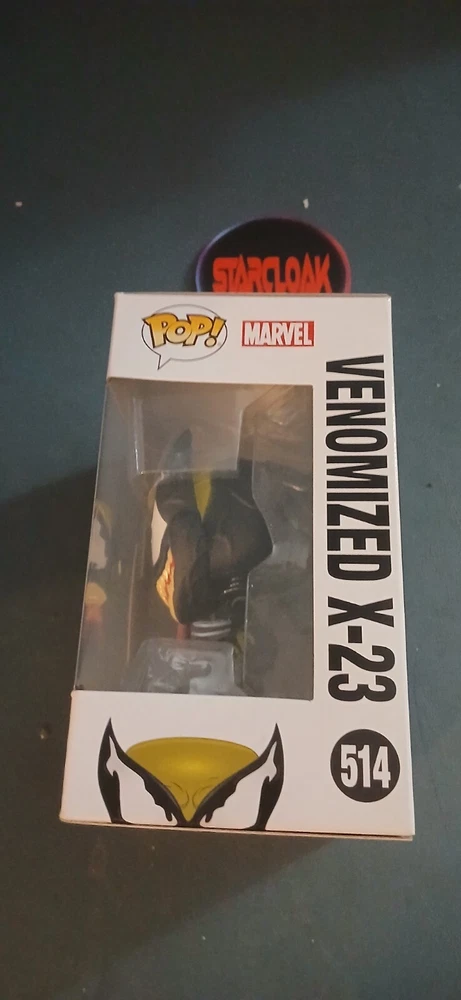 STARCLOAK
POP!
MARVEL
VENOMIZED X-23
514